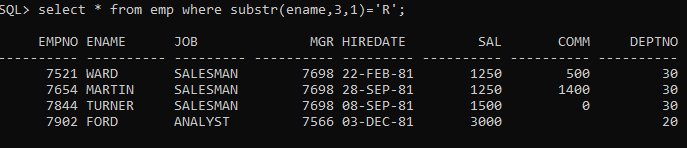 SQL> select * from emp where substr(ename,3,1)='R';
EMPNO ENAME JOB MGR HIREDATE SAL COMM DEPTNO
---------- ---------- --------- ---------- --------- ---------- ---------- ----------
7521 WARD SALESMAN 7698 22-FEB-81 1250 500 30
7654 MARTIN SALESMAN 7698 28-SEP-81 1250 1400 30
7844 TURNER SALESMAN 7698 08-SEP-81 1500 0 30
7902 FORD ANALYST 7566 03-DEC-81 3000 20